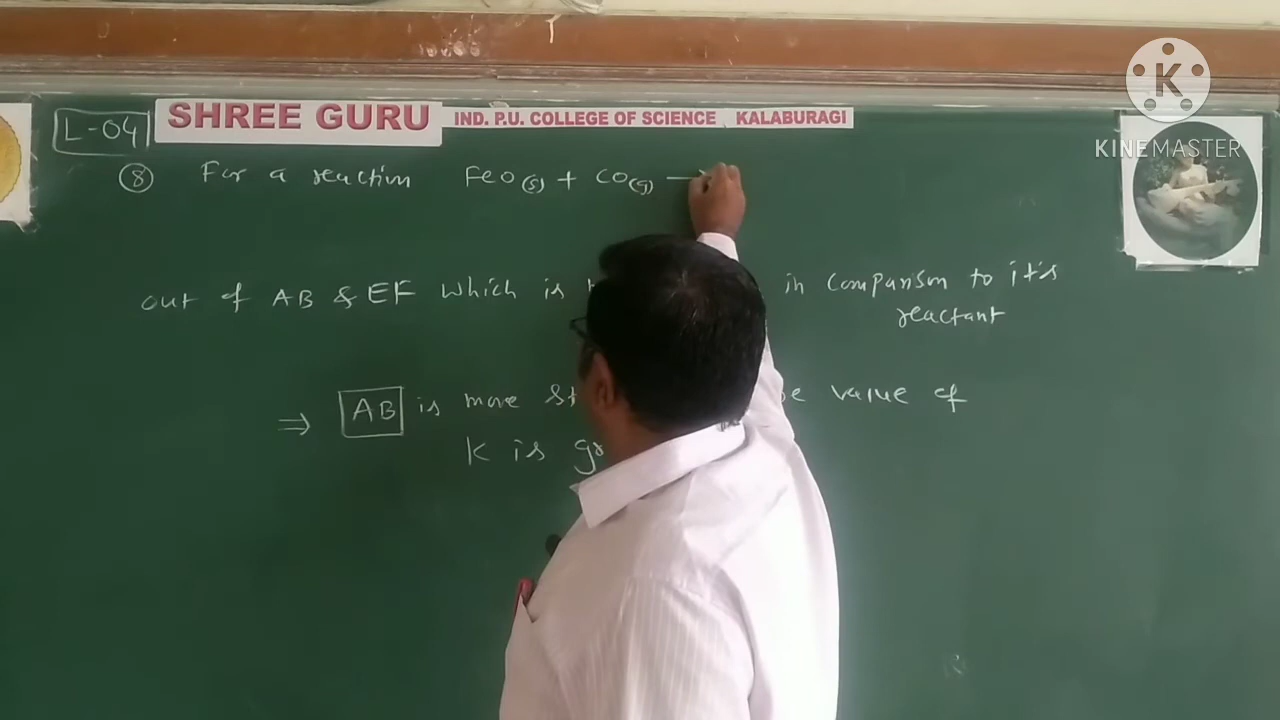 L-04 SHREE GURU IND. P.U. COLLEGE OF SCIENCE , KALABURAGI
KINEMASTER
⑧ For a reaction FeO(s) + CO(g) →
out of AB & EF which is in comparison to it's
reactant
⇒ AB is more value of
K is